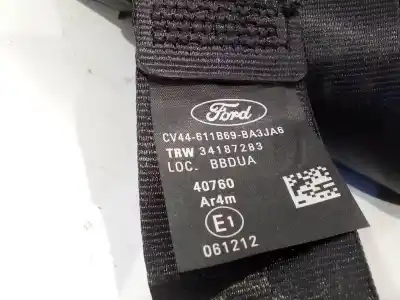 Ford
CV44-611B69-BA3JA6
TRW 34187283
LOC. BBDUA
40760
Ar4m
E1
061212